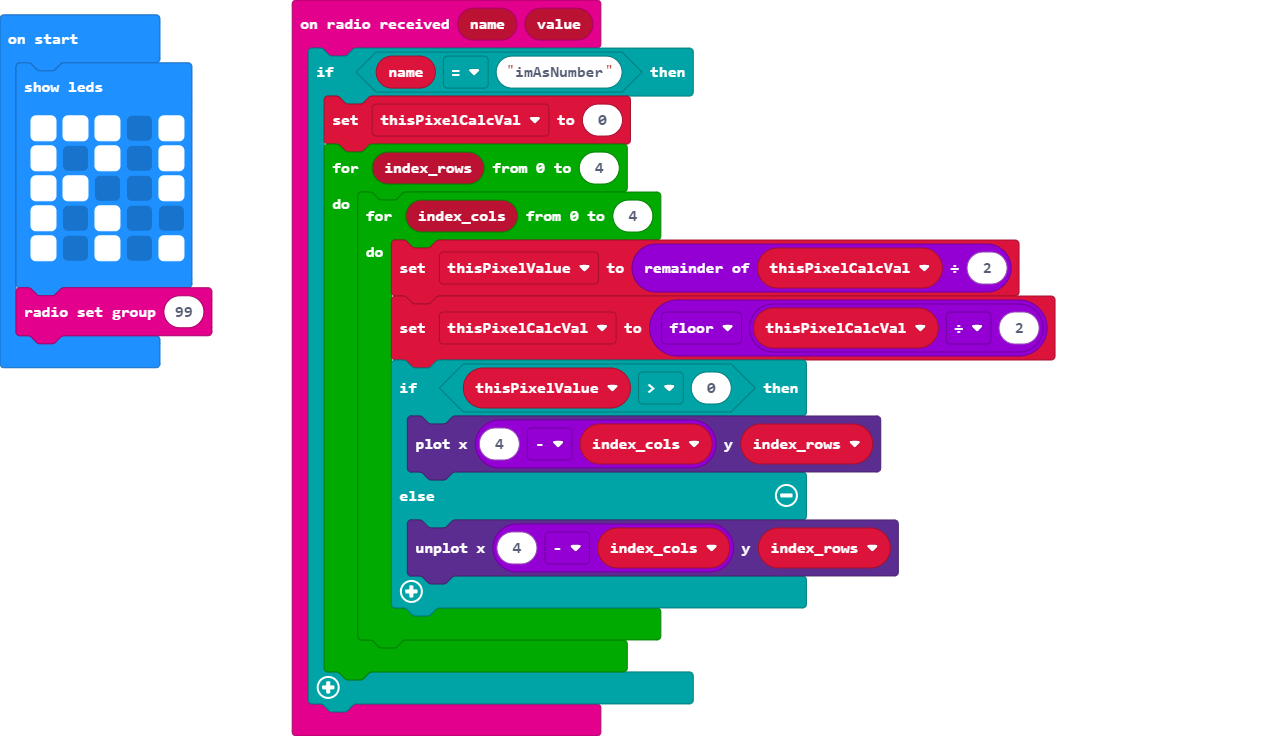 on start
show leds
radio set group 99
on radio received name value
if name = "imAsNumber" then
set thisPixelCalcVal to 0
for index_rows from 0 to 4
do
for index_cols from 0 to 4
do
set thisPixelValue to remainder of thisPixelCalcVal ÷ 2
set thisPixelCalcVal to floor thisPixelCalcVal ÷ 2
if thisPixelValue > 0 then
plot x 4 - index_cols y index_rows
else
unplot x 4 - index_cols y index_rows